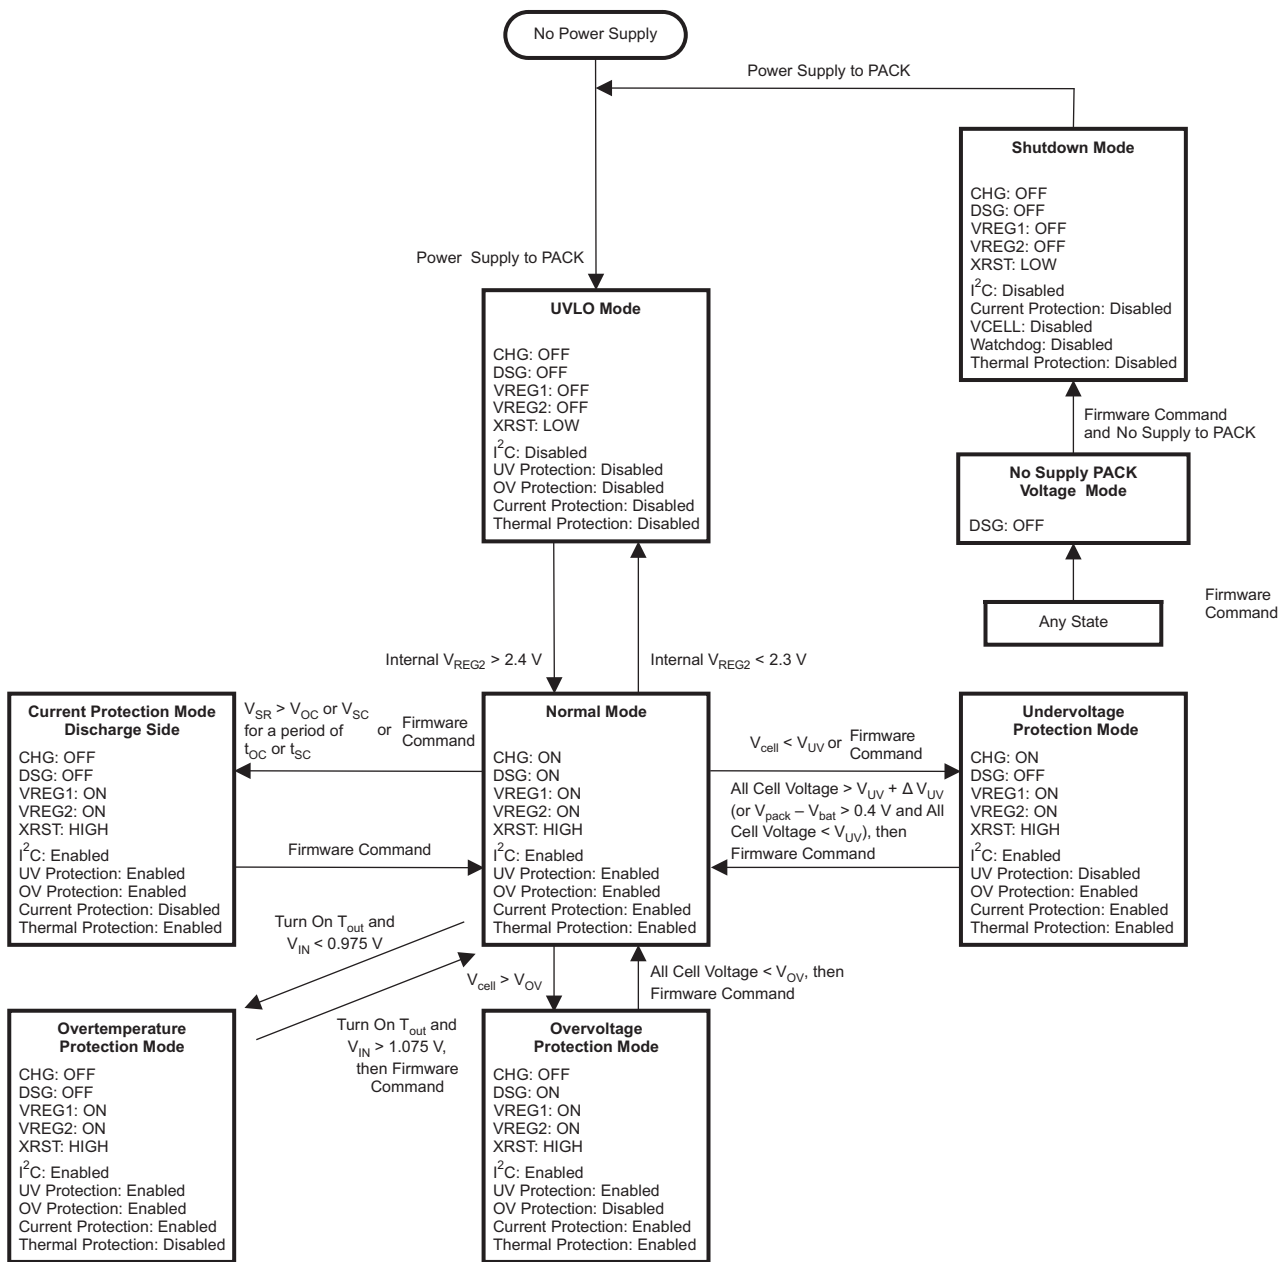 No Power Supply
Power Supply to PACK
Shutdown Mode
CHG: OFF
DSG: OFF
VREG1: OFF
VREG2: OFF
XRST: LOW
I2C: Disabled
Current Protection: Disabled
VCELL: Disabled
Watchdog: Disabled
Thermal Protection: Disabled
Power Supply to PACK
UVLO Mode
CHG: OFF
DSG: OFF
VREG1: OFF
VREG2: OFF
XRST: LOW
I2C: Disabled
UV Protection: Disabled
OV Protection: Disabled
Current Protection: Disabled
Thermal Protection: Disabled
Firmware Command
and No Supply to PACK
No Supply PACK
Voltage Mode
DSG: OFF
Any State
Firmware
Command
Internal VREG2 > 2.4 V
Internal VREG2 < 2.3 V
Current Protection Mode
Discharge Side
CHG: OFF
DSG: OFF
VREG1: ON
VREG2: ON
XRST: HIGH
I2C: Enabled
UV Protection: Enabled
OV Protection: Enabled
Current Protection: Disabled
Thermal Protection: Enabled
VSR > VOC or VSC
for a period of
tOC or tSC
or
Firmware
Command
Firmware Command
Normal Mode
CHG: ON
DSG: ON
VREG1: ON
VREG2: ON
XRST: HIGH
I2C: Enabled
UV Protection: Enabled
OV Protection: Enabled
Current Protection: Enabled
Thermal Protection: Enabled
Vcell < VUV or
Firmware
Command
All Cell Voltage > VUV + Δ VUV
(or Vpack – Vbat > 0.4 V and All
Cell Voltage < VUV), then
Firmware Command
Undervoltage
Protection Mode
CHG: ON
DSG: OFF
VREG1: ON
VREG2: ON
XRST: HIGH
I2C: Enabled
UV Protection: Disabled
OV Protection: Enabled
Current Protection: Enabled
Thermal Protection: Enabled
Turn On Tout and
VIN < 0.975 V
Vcell > VOV
All Cell Voltage < VOV, then
Firmware Command
Turn On Tout and
VIN > 1.075 V,
then Firmware
Command
Overtemperature
Protection Mode
CHG: OFF
DSG: OFF
VREG1: ON
VREG2: ON
XRST: HIGH
I2C: Enabled
UV Protection: Enabled
OV Protection: Enabled
Current Protection: Enabled
Thermal Protection: Disabled
Overvoltage
Protection Mode
CHG: OFF
DSG: ON
VREG1: ON
VREG2: ON
XRST: HIGH
I2C: Enabled
UV Protection: Enabled
OV Protection: Disabled
Current Protection: Enabled
Thermal Protection: Enabled